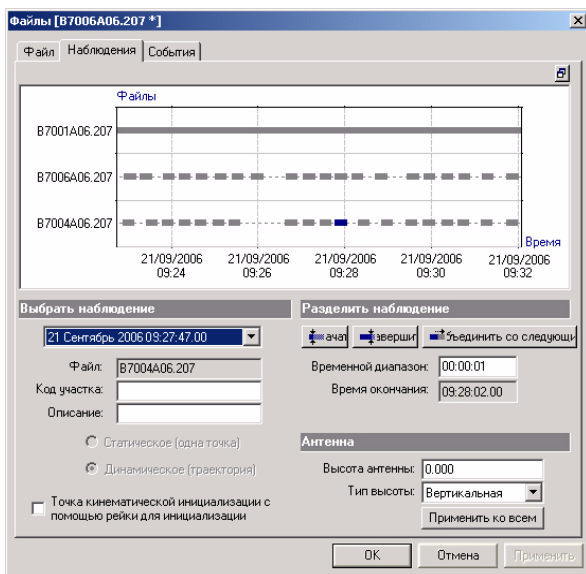 Файлы [B7006A06.207 *]
Файл Наблюдения События
Файлы
B7001A06.207
B7006A06.207
B7004A06.207
Время
21/09/2006 21/09/2006 21/09/2006 21/09/2006 21/09/2006
09:24 09:26 09:28 09:30 09:32
Выбрать наблюдение
21 Сентябрь 2006 09:27:47.00
Файл: B7004A06.207
Код участка:
Описание:
Статическое (одна точка)
Динамическое (траектория)
Точка кинематической инициализации с
помощью рейки для инициализации
Разделить наблюдение
ачат аверши бъединить со следующи
Временной диапазон: 00:00:01
Время окончания: 09:28:02.00
Антенна
Высота антенны: 0.000
Тип высоты: Вертикальная
Применить ко всем
OK Отмена Применить